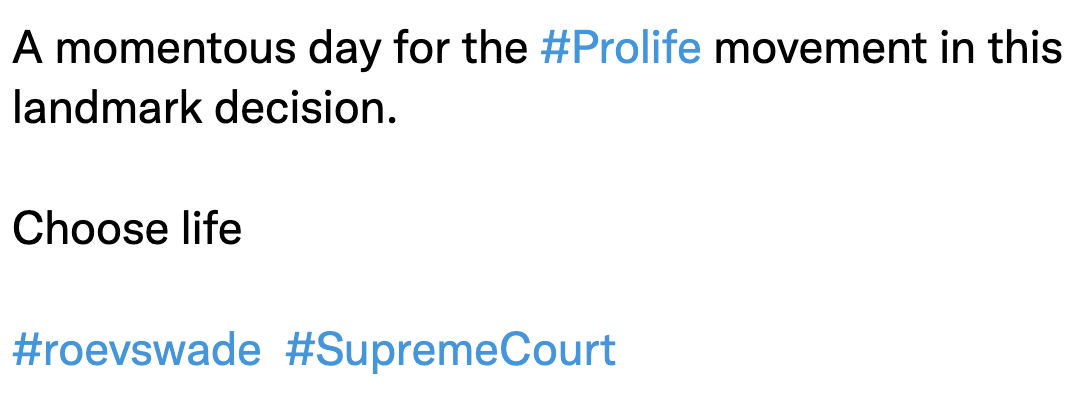 A momentous day for the #Prolife movement in this
landmark decision.
Choose life
#roevswade #SupremeCourt